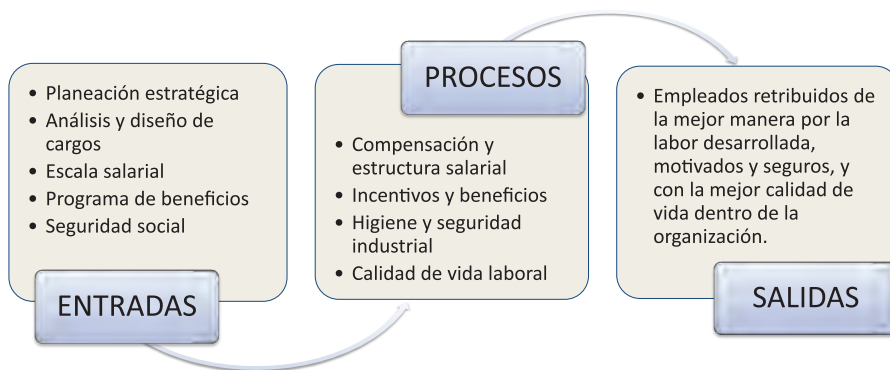 • Planeación estratégica
• Análisis y diseño de
cargos
• Escala salarial
• Programa de beneficios
• Seguridad social
ENTRADAS
PROCESOS
• Compensación y
estructura salarial
• Incentivos y beneficios
• Higiene y seguridad
industrial
• Calidad de vida laboral
• Empleados retribuidos de
la mejor manera por la
labor desarrollada,
motivados y seguros, y
con la mejor calidad de
vida dentro de la
organización.
SALIDAS